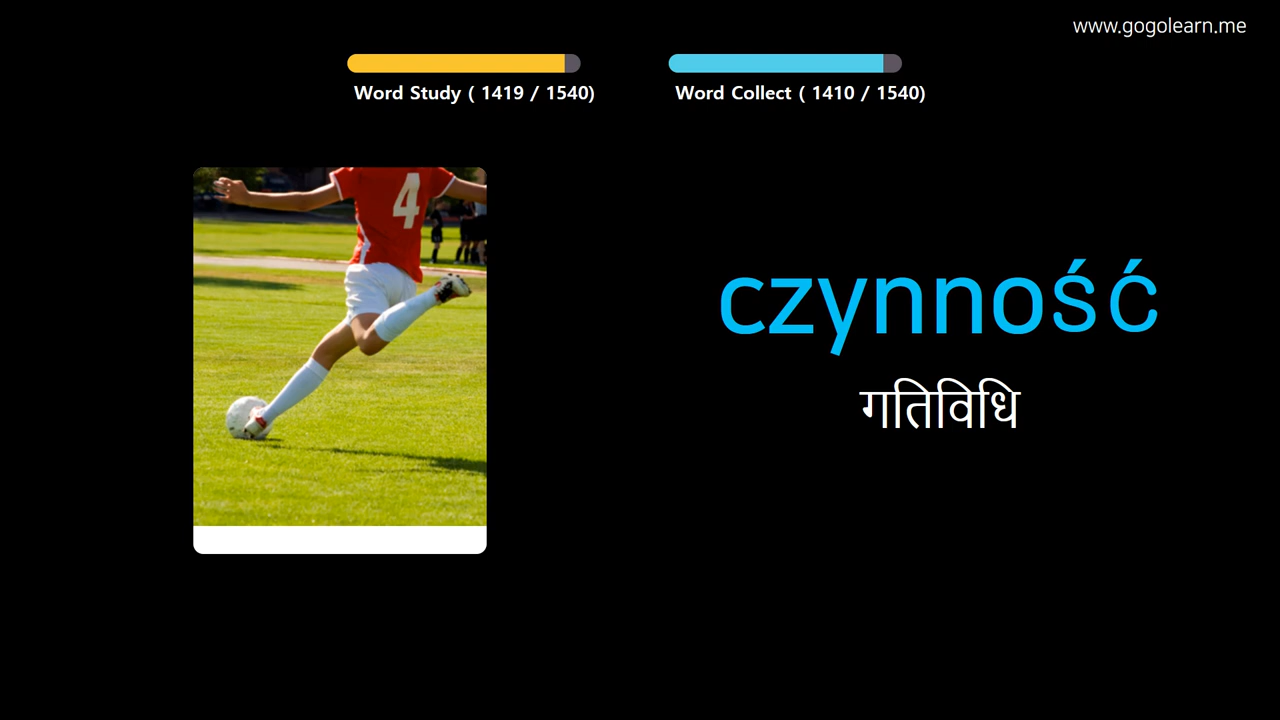 www.gogolearn.me
Word Study ( 1419 / 1540)
Word Collect ( 1410 / 1540)
4
czynność
गतिविधि